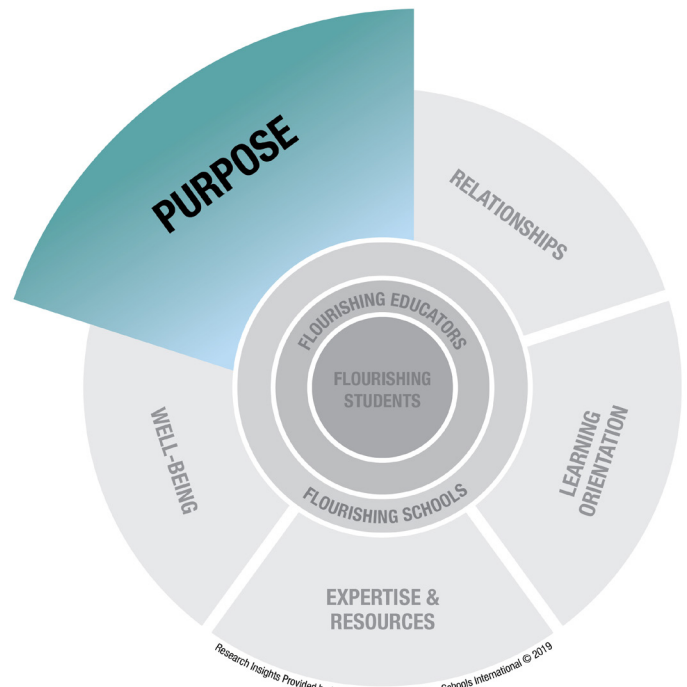 PURPOSE
RELATIONSHIPS
FLOURISHING EDUCATORS
FLOURISHING
STUDENTS
WELL-BEING
LEARNING
ORIENTATION
FLOURISHING SCHOOLS
EXPERTISE &
RESOURCES
Research Insights Provided Schools International © 2019